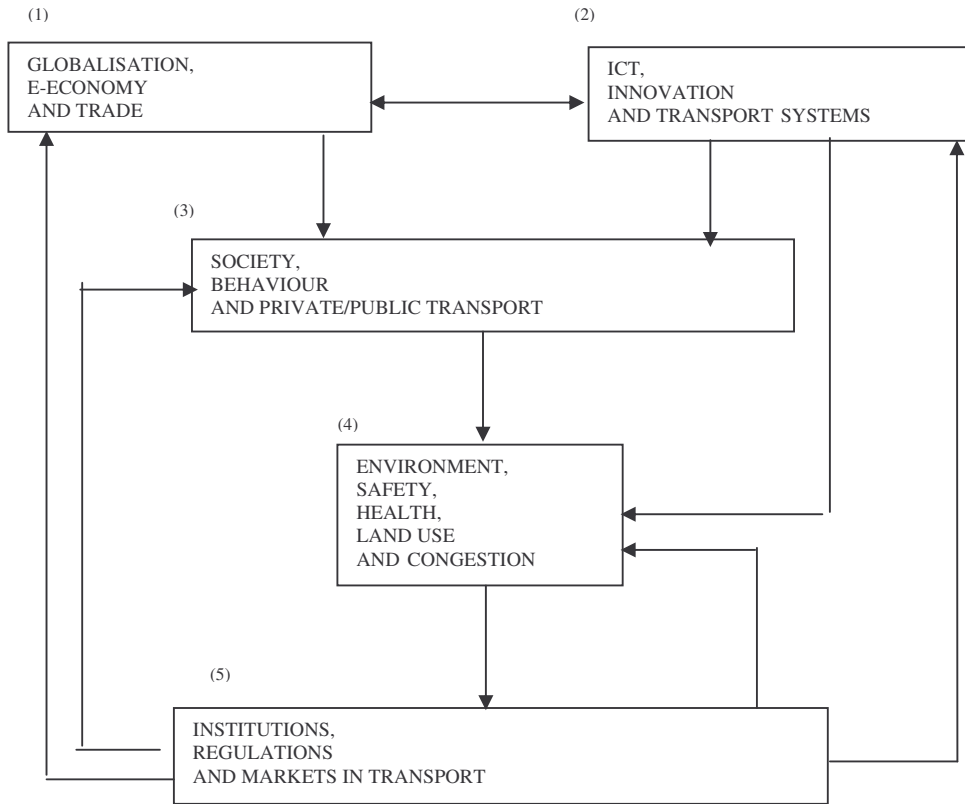 (1)
GLOBALISATION,
E-ECONOMY
AND TRADE
(2)
ICT,
INNOVATION
AND TRANSPORT SYSTEMS
(3)
SOCIETY,
BEHAVIOUR
AND PRIVATE/PUBLIC TRANSPORT
(4)
ENVIRONMENT,
SAFETY,
HEALTH,
LAND USE
AND CONGESTION
(5)
INSTITUTIONS,
REGULATIONS
AND MARKETS IN TRANSPORT